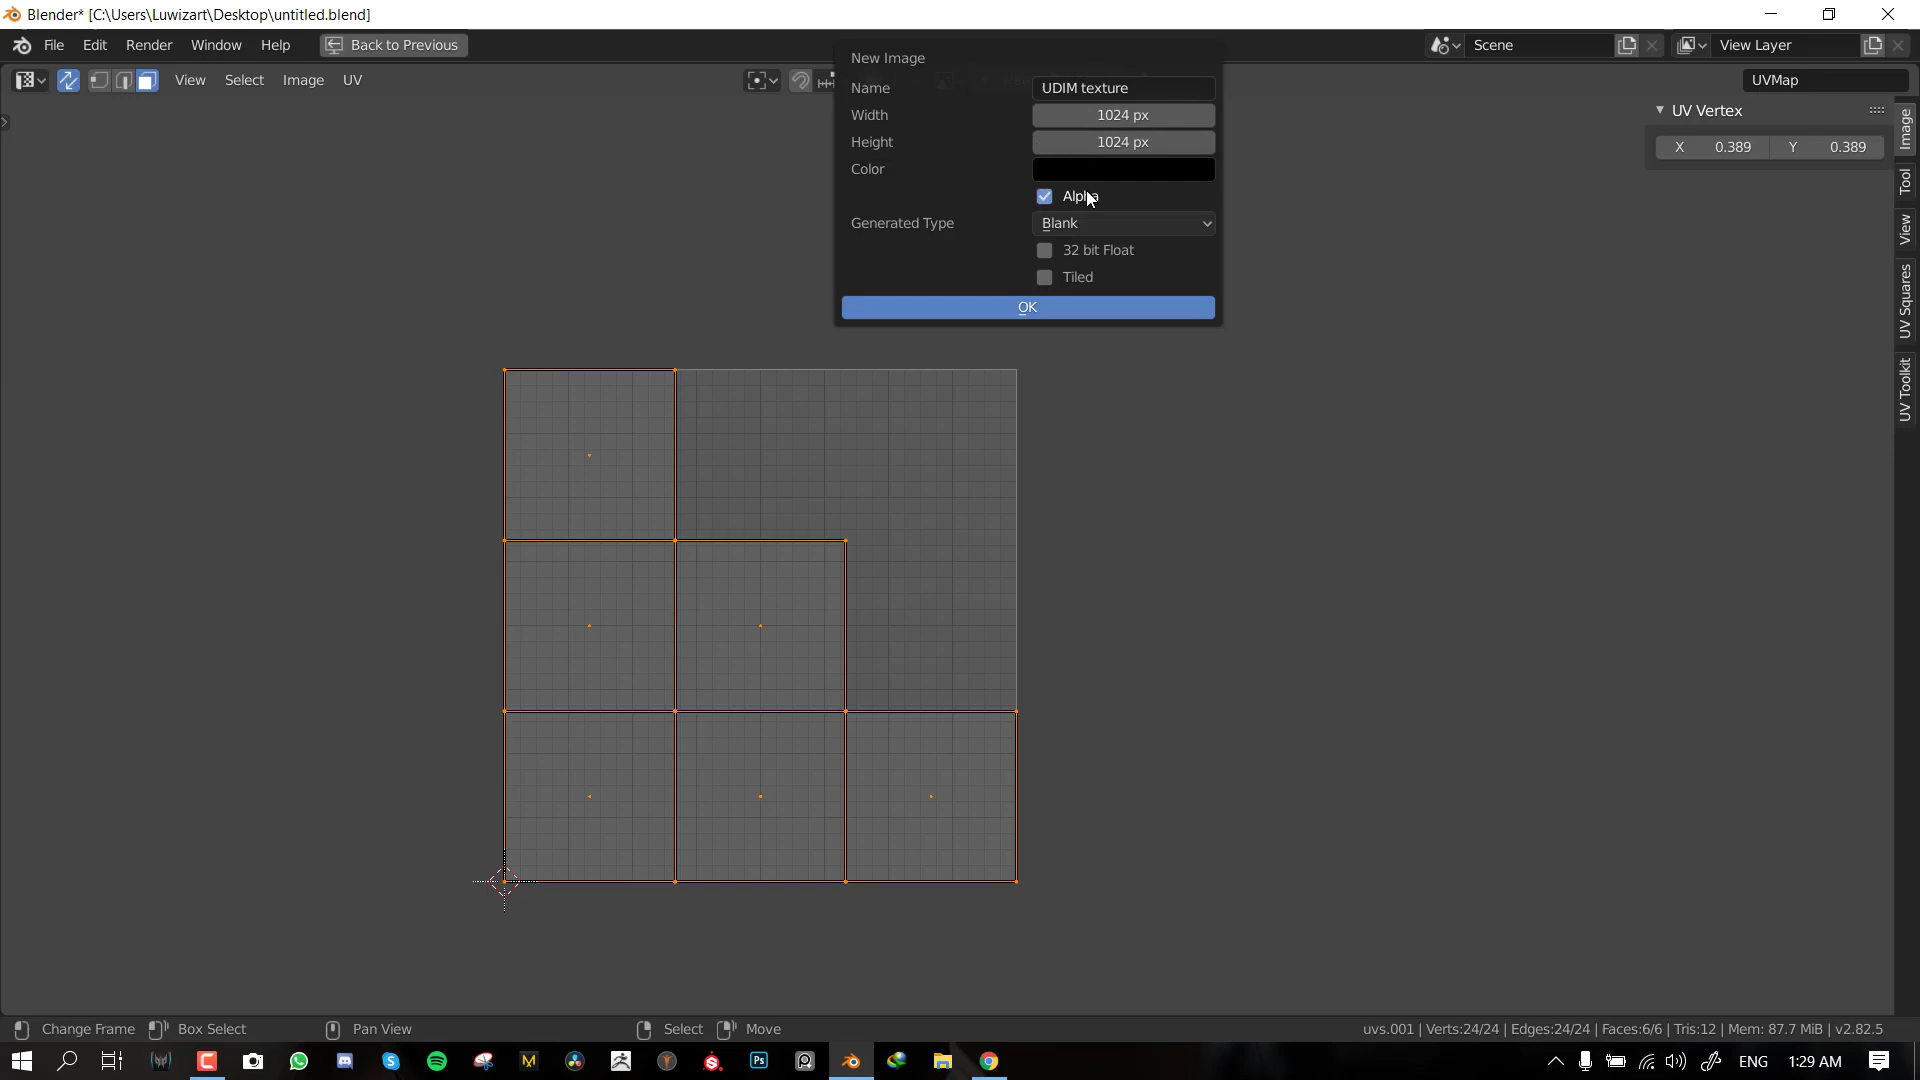 Blender* [C:\Users\Luwizart\Desktop\untitled.blend]
File Edit Render Window Help Back to Previous Scene View Layer
View Select Image UV UVMap
New Image
Name UDIM texture
Width 1024 px
Height 1024 px
Color
Alpha
Generated Type Blank
32 bit Float
Tiled
OK
UV Vertex
X 0.389 Y 0.389
Image
Tool
View
UV Squares
UV Toolkit
Change Frame Box Select Pan View Select Move uvs.001 | Verts:24/24 | Edges:24/24 | Faces:6/6 | Tris:12 | Mem: 87.7 MiB | v2.82.5
Ps ENG 1:29 AM